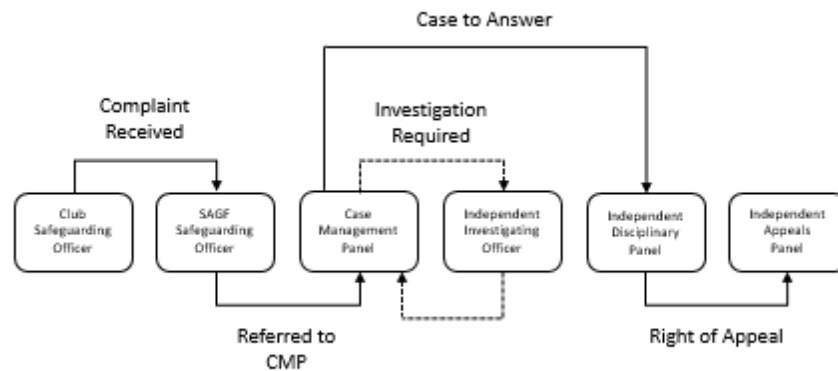 Case to Answer
Complaint
Received
Investigation
Required
Club
Safeguarding
Officer
SAGF
Safeguarding
Officer
Case
Management
Panel
Independent
Investigating
Officer
Independent
Disciplinary
Panel
Independent
Appeals
Panel
Referred to
CMP
Right of Appeal